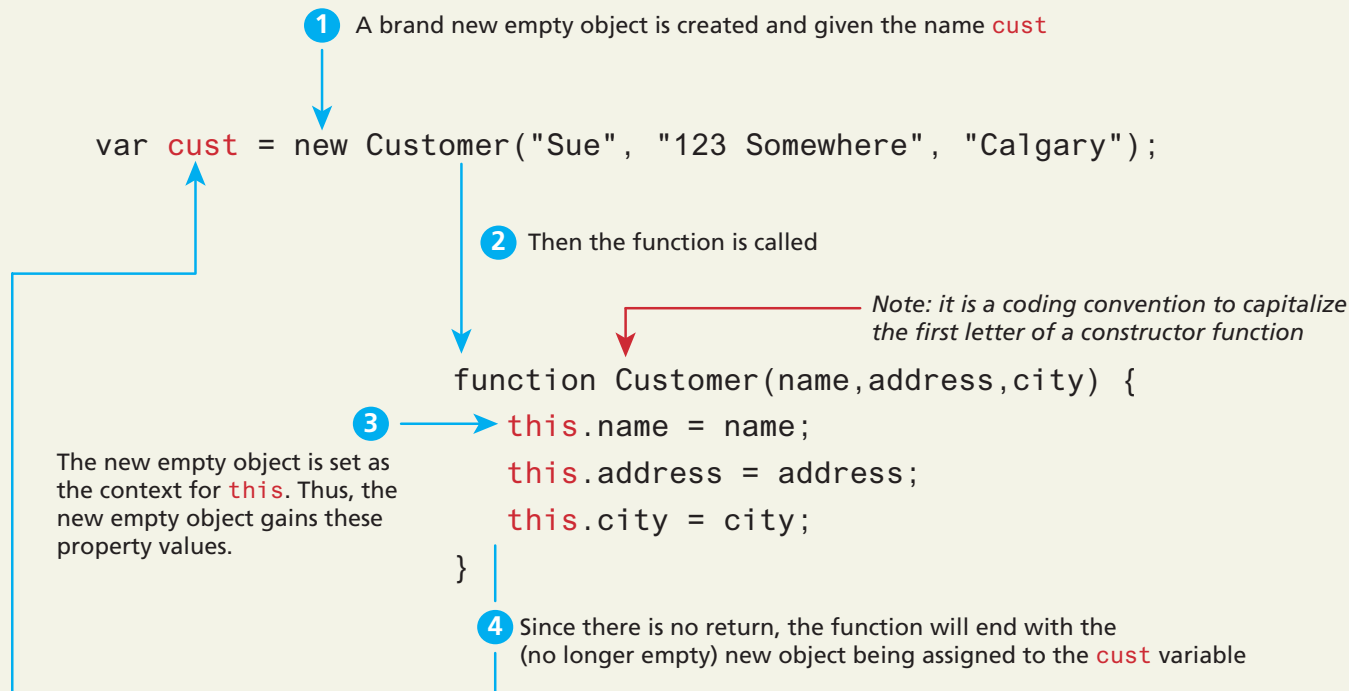 1 A brand new empty object is created and given the name cust
var cust = new Customer("Sue", "123 Somewhere", "Calgary");
2 Then the function is called
Note: it is a coding convention to capitalize
the first letter of a constructor function
function Customer(name,address,city) {
3 this.name = name;
The new empty object is set as
the context for this. Thus, the
new empty object gains these
property values.
this.address = address;
this.city = city;
}
4 Since there is no return, the function will end with the
(no longer empty) new object being assigned to the cust variable